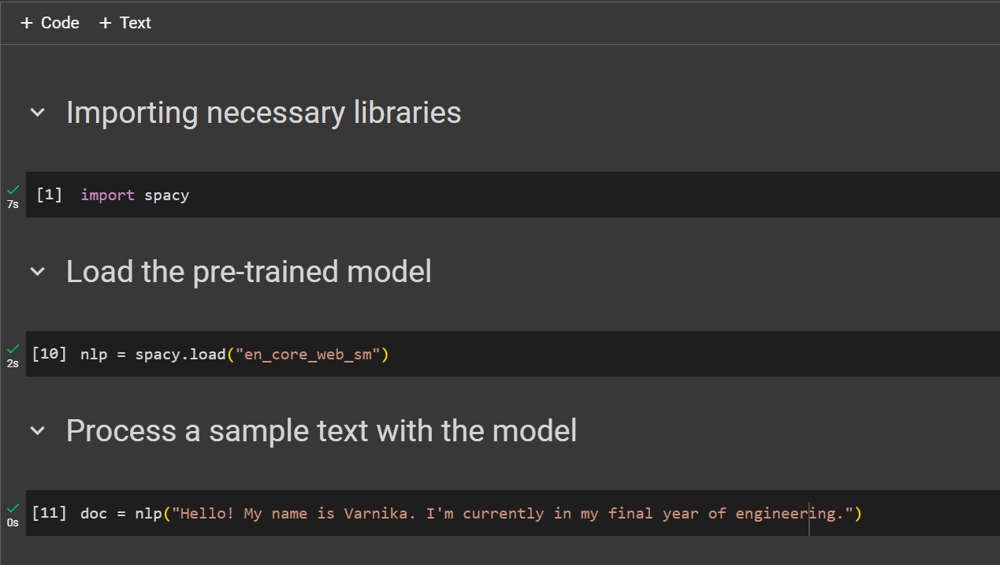 + Code + Text
Importing necessary libraries
[1] import spacy
7s
Load the pre-trained model
[10] nlp = spacy.load("en_core_web_sm")
2s
Process a sample text with the model
[11] doc = nlp("Hello! My name is Varnika. I'm currently in my final year of engineering.")
0s